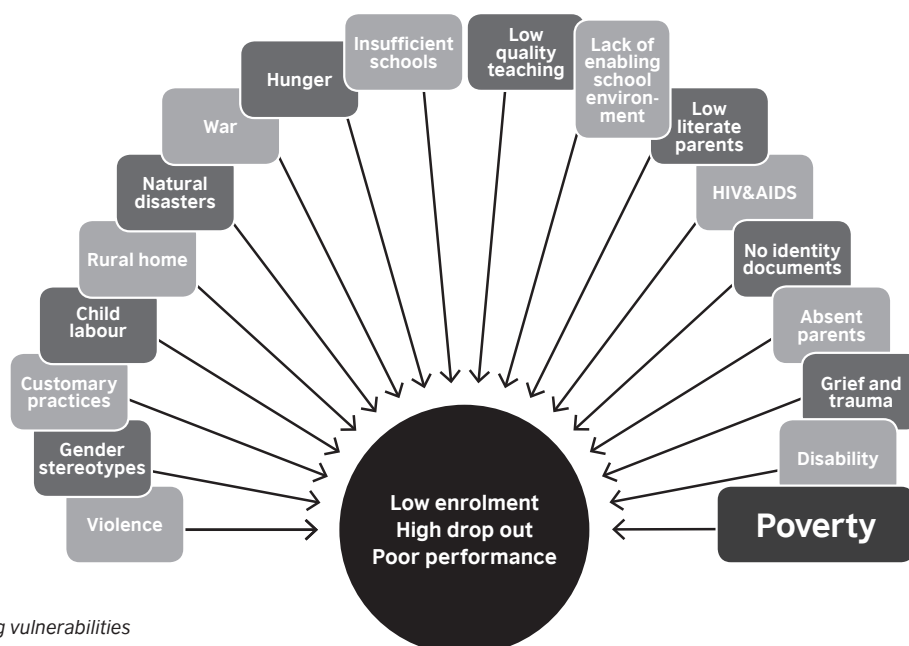 Insufficient
schools
Low
quality
teaching
Lack of
enabling
school
environ-
ment
Hunger
Low
literate
parents
War
HIV&AIDS
Natural
disasters
No identity
documents
Rural home
Absent
parents
Child
labour
Grief and
trauma
Customary
practices
Disability
Gender
stereotypes
Poverty
Violence
Low enrolment
High drop out
Poor performance
vulnerabilities